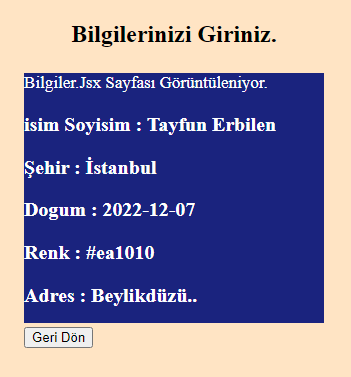 Bilgilerinizi Giriniz.
Bilgiler.Jsx Sayfası Görüntüleniyor.
isim Soyisim : Tayfun Erbilen
Şehir : İstanbul
Dogum : 2022-12-07
Renk : #ea1010
Adres : Beylikdüzü..
Geri Dön